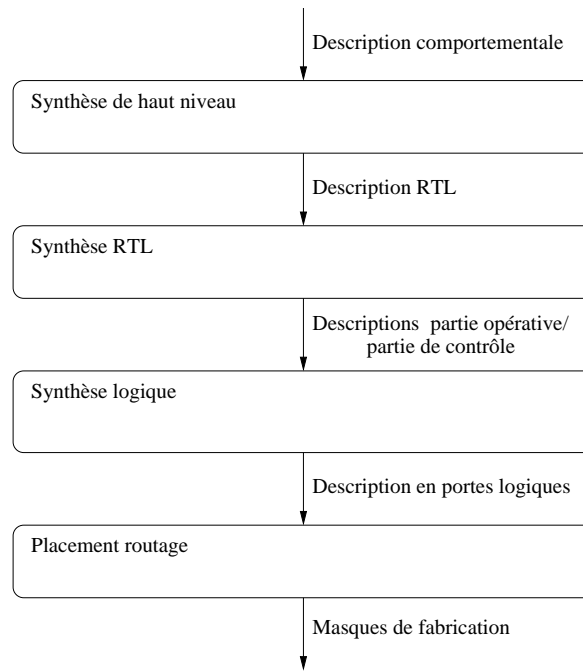 Description comportementale
Synthèse de haut niveau
Description RTL
Synthèse RTL
Descriptions partie opérative/
partie de contrôle
Synthèse logique
Description en portes logiques
Placement routage
Masques de fabrication